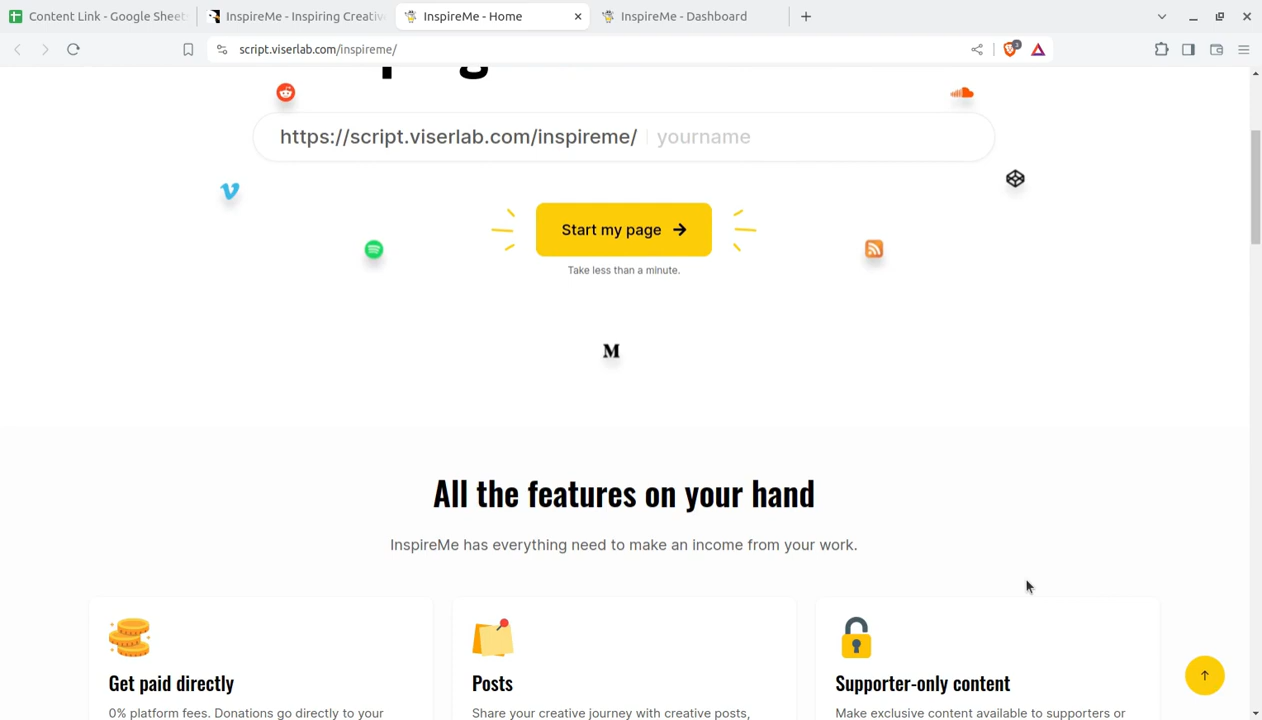 Content Link - Google Sheets
InspireMe - Inspiring Creativ
InspireMe - Home
InspireMe - Dashboard
script.viserlab.com/inspireme/
3
https://script.viserlab.com/inspireme/
yourname
Start my page
Take less than a minute.
M
All the features on your hand
InspireMe has everything need to make an income from your work.
Get paid directly
Posts
Supporter-only content
0% platform fees. Donations go directly to your
Share your creative journey with creative posts,
Make exclusive content available to supporters or